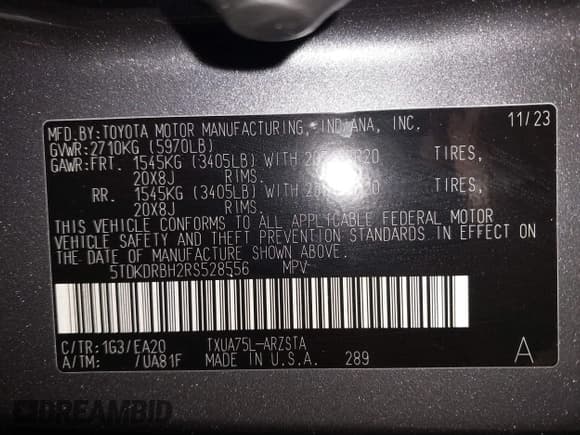 MFD.BY:TOYOTA MOTOR MANUFACTURING, INDIANA, INC. 11/23
GVWR:2710KG (5970LB)
GAWR:FRT. 1545KG (3405LB) WITH TIRES,
20X8J RIMS.
RR. 1545KG (3405LB) WITH TIRES,
20X8J RIMS.
THIS VEHICLE CONFORMS TO ALL APPLICABLE FEDERAL MOTOR
VEHICLE SAFETY AND THEFT PREVENTION STANDARDS IN EFFECT ON
THE DATE OF MANUFACTURE SHOWN ABOVE.
5TDKDRBH2RS528556 MPV
C/TR:1G3/EA20 TXUA75L-ARZSTA
A/TM: /UA81F MADE IN U.S.A. 289 A
DREAMBID